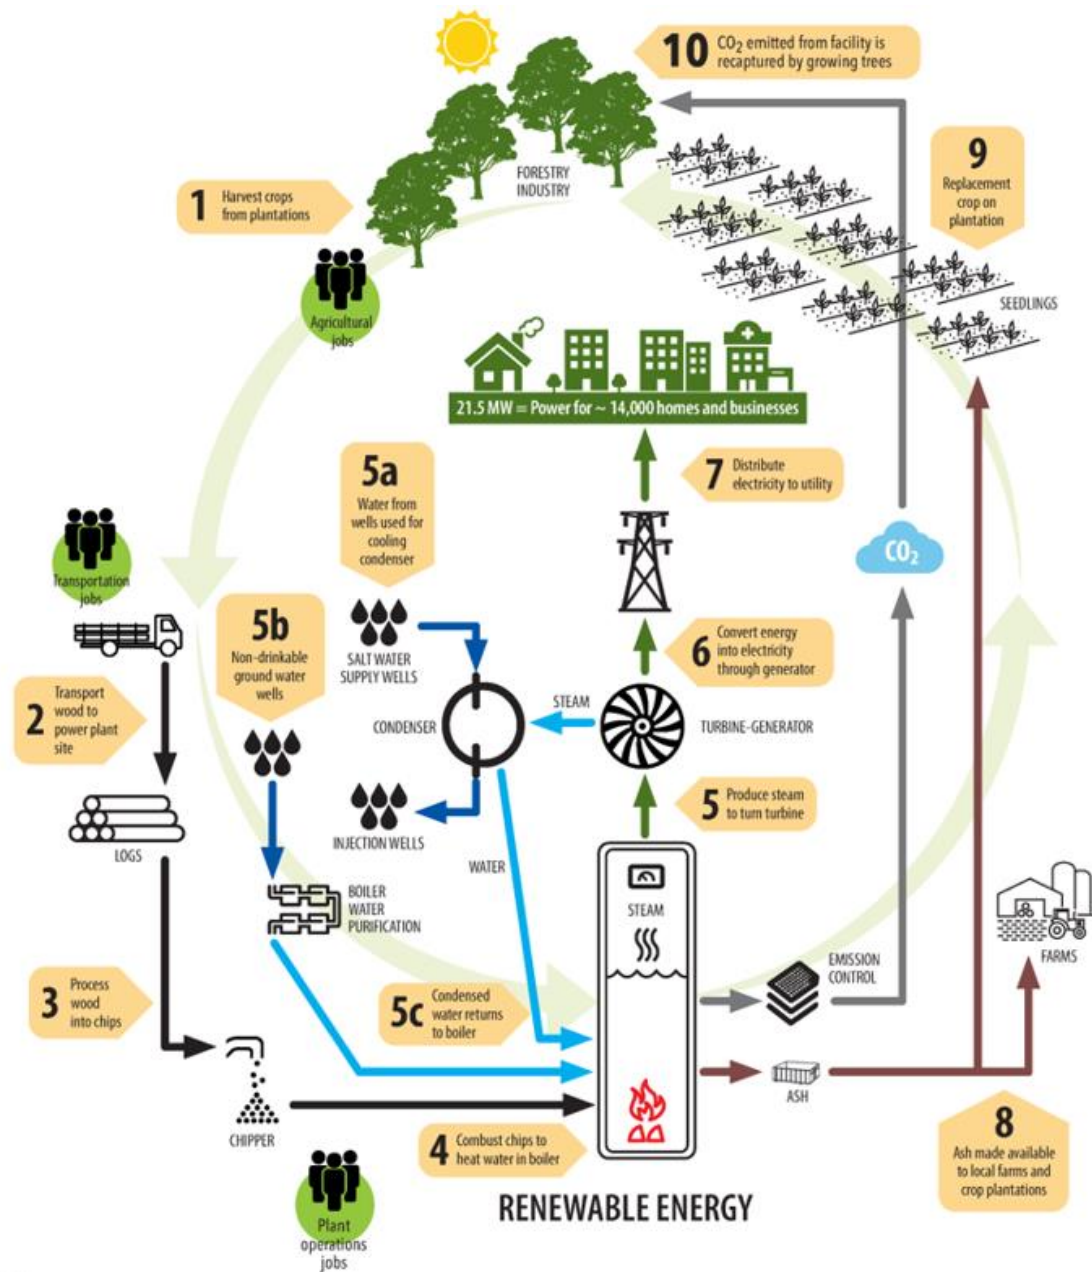 10 CO2 emitted from facility is
recaptured by growing trees
9
Replacement
crop on
plantation
FORESTRY
INDUSTRY
1 Harvest crops
from plantations
SEEDLINGS
Agricultural
jobs
21.5 MW = Power for ~ 14,000 homes and businesses
5a
Water from
wells used for
cooling
condenser
7 Distribute
electricity to utility
CO2
Transportation
jobs
5b
Non-drinkable
ground water
wells
SALT WATER
SUPPLY WELLS
6 Convert energy
into electricity
through generator
2 Transport
wood to
power plant
site
STEAM
CONDENSER
TURBINE-GENERATOR
5 Produce steam
to turn turbine
INJECTION WELLS
LOGS
WATER
BOILER
WATER
PURIFICATION
STEAM
FARMS
EMISSION
CONTROL
3 Process
wood
into chips
5c Condensed
water returns
to boiler
ASH
CHIPPER
4 Combust chips to
heat water in boiler
8
Ash made available
to local farms and
crop plantations
Plant
operations
jobs
RENEWABLE ENERGY